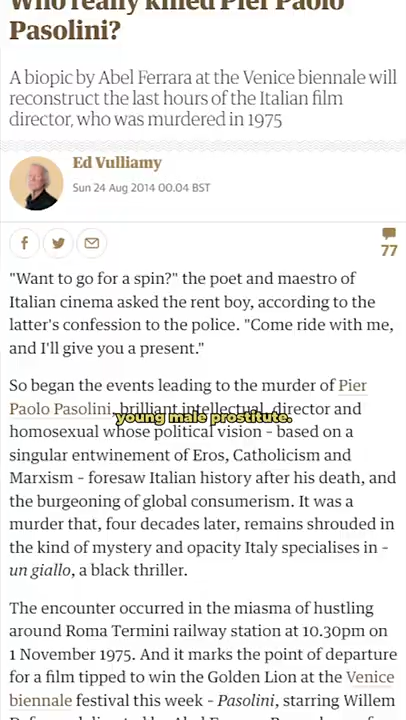 Who really killed Pier Paolo
Pasolini?
A biopic by Abel Ferrara at the Venice biennale will
reconstruct the last hours of the Italian film
director, who was murdered in 1975
Ed Vulliamy
Sun 24 Aug 2014 00.04 BST
77
"Want to go for a spin?" the poet and maestro of
Italian cinema asked the rent boy, according to the
latter's confession to the police. "Come ride with me,
and I'll give you a present."
So began the events leading to the murder of Pier
Paolo Pasolini, brilliant intellectual, director and
young male prostitute.
homosexual whose political vision – based on a
singular entwinement of Eros, Catholicism and
Marxism – foresaw Italian history after his death, and
the burgeoning of global consumerism. It was a
murder that, four decades later, remains shrouded in
the kind of mystery and opacity Italy specialises in –
un giallo, a black thriller.
The encounter occurred in the miasma of hustling
around Roma Termini railway station at 10.30pm on
1 November 1975. And it marks the point of departure
for a film tipped to win the Golden Lion at the Venice
biennale festival this week – Pasolini, starring Willem